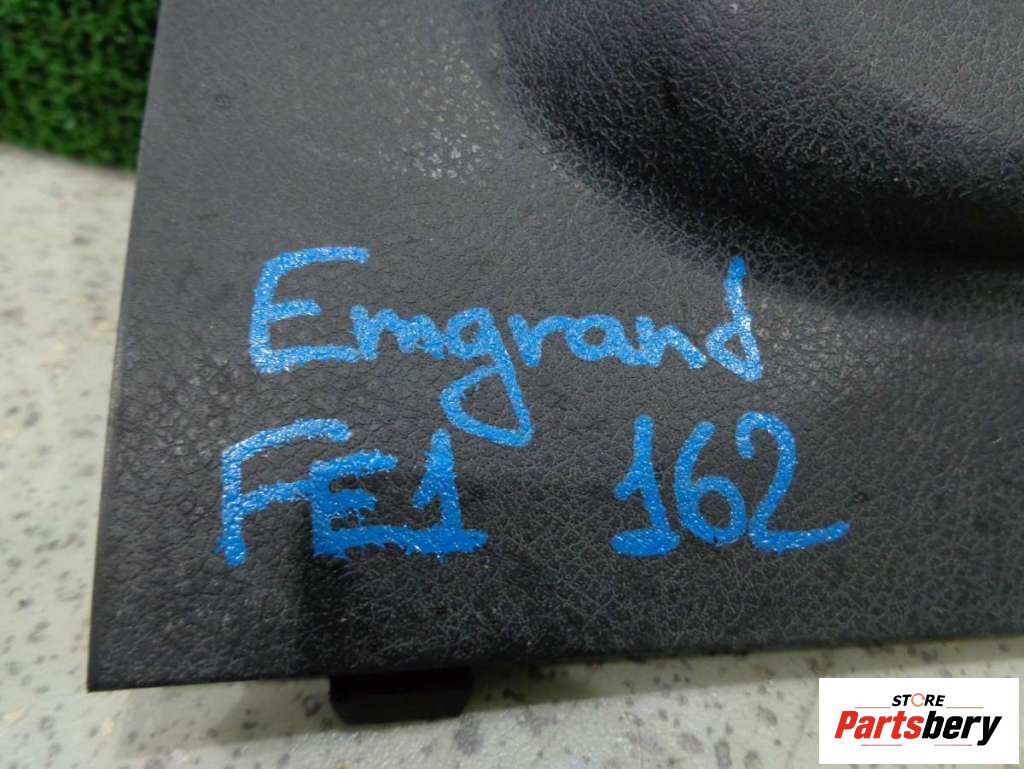 Emgrand
FE1 162
STORE
Partsbery